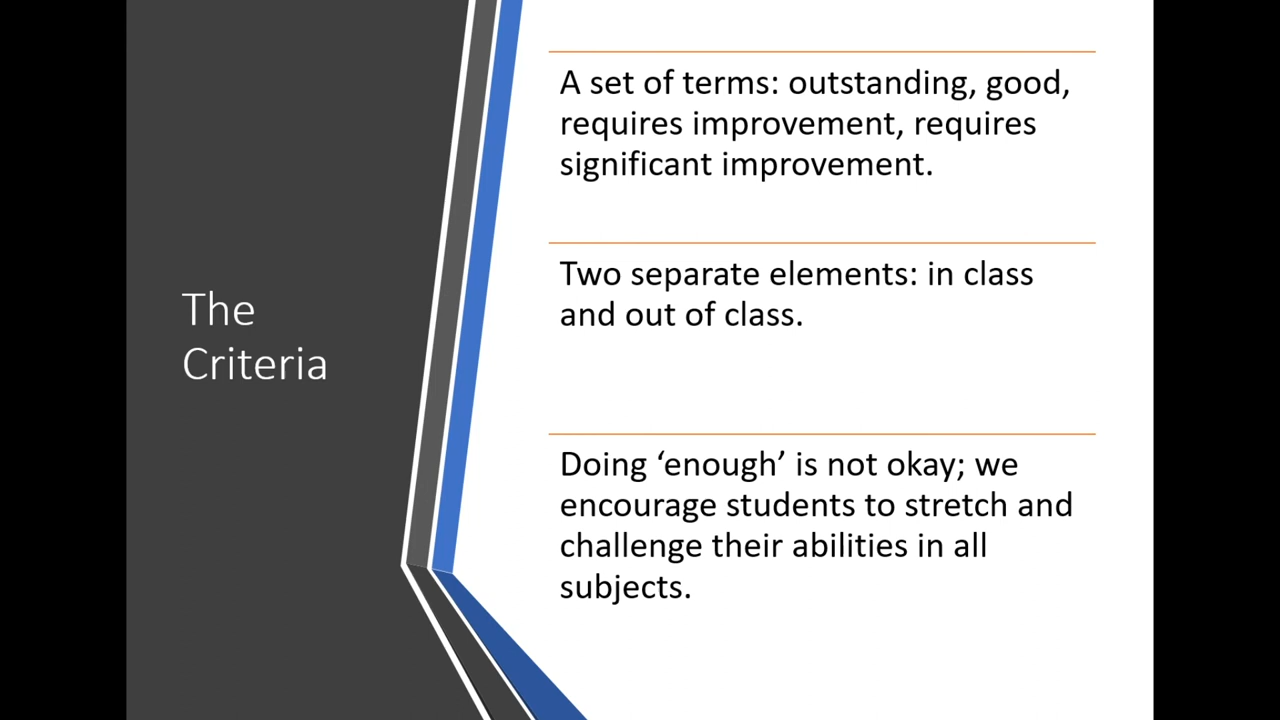 The
Criteria
A set of terms: outstanding, good,
requires improvement, requires
significant improvement.
Two separate elements: in class
and out of class.
Doing ‘enough’ is not okay; we
encourage students to stretch and
challenge their abilities in all
subjects.